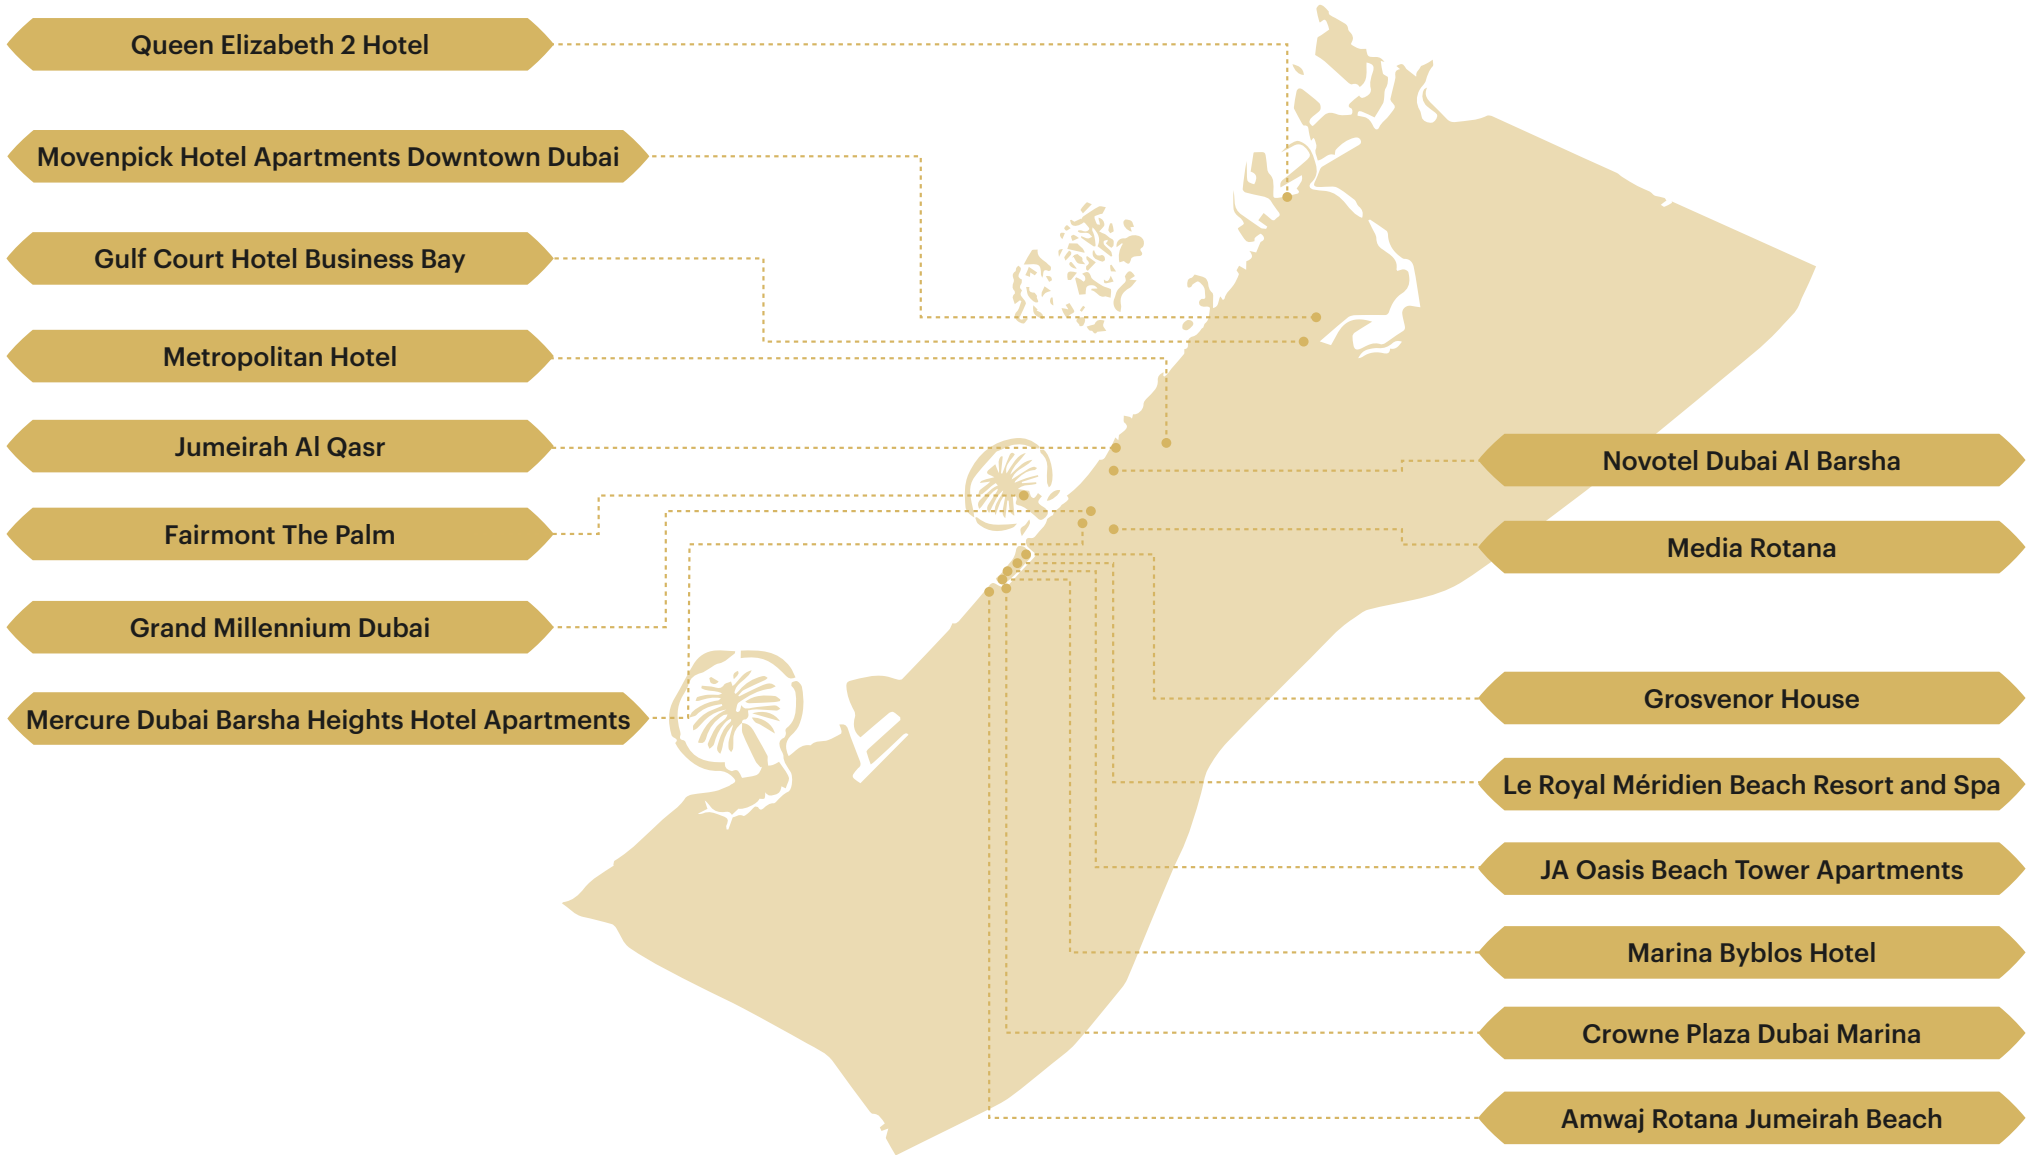 Queen Elizabeth 2 Hotel
Movenpick Hotel Apartments Downtown Dubai
Gulf Court Hotel Business Bay
Metropolitan Hotel
Jumeirah Al Qasr
Fairmont The Palm
Grand Millennium Dubai
Mercure Dubai Barsha Heights Hotel Apartments
Novotel Dubai Al Barsha
Media Rotana
Grosvenor House
Le Royal Méridien Beach Resort and Spa
JA Oasis Beach Tower Apartments
Marina Byblos Hotel
Crowne Plaza Dubai Marina
Amwaj Rotana Jumeirah Beach